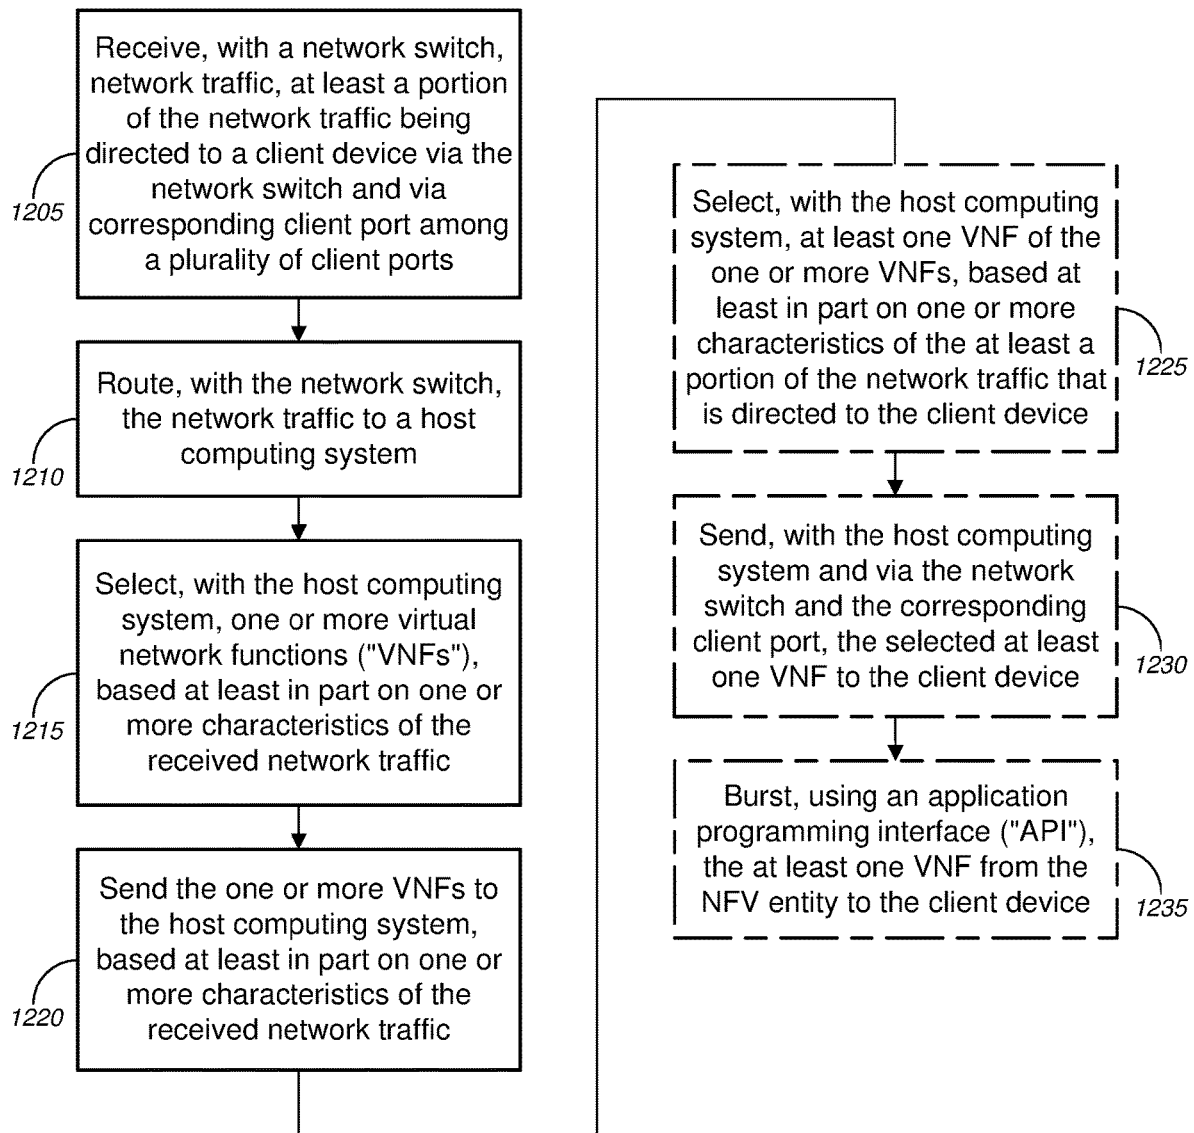 Receive, with a network switch,
network traffic, at least a portion
of the network traffic being
directed to a client device via the
network switch and via
corresponding client port among
a plurality of client ports
1205
Route, with the network switch,
the network traffic to a host
computing system
1210
Select, with the host computing
system, one or more virtual
network functions ("VNFs"),
based at least in part on one or
more characteristics of the
received network traffic
1215
Send the one or more VNFs to
the host computing system,
based at least in part on one or
more characteristics of the
received network traffic
1220
Select, with the host computing
system, at least one VNF of the
one or more VNFs, based at
least in part on one or more
characteristics of the at least a
portion of the network traffic that
is directed to the client device
1225
Send, with the host computing
system and via the network
switch and the corresponding
client port, the selected at least
one VNF to the client device
1230
Burst, using an application
programming interface ("API"),
the at least one VNF from the
NFV entity to the client device
1235